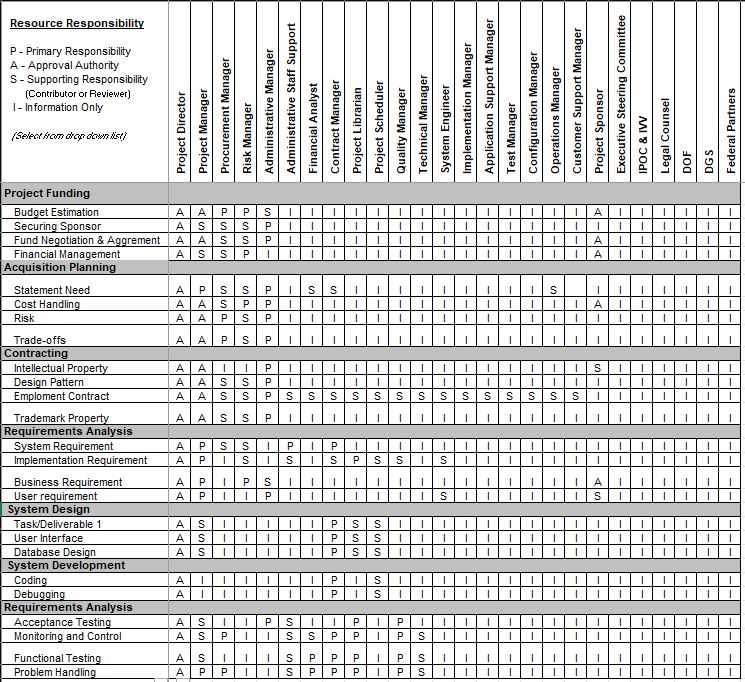 Resource Responsibility
P - Primary Responsibility
A - Approval Authority
S - Supporting Responsibility
(Contributor or Reviewer)
I - Information Only
(Select from drop down list)
Project Director
Project Manager
Procurement Manager
Risk Manager
Administrative Manager
Administrative Staff Support
Financial Analyst
Contract Manager
Project Librarian
Project Scheduler
Quality Manager
Technical Manager
System Engineer
Implementation Manager
Application Support Manager
Test Manager
Configuration Manager
Operations Manager
Customer Support Manager
Project Sponsor
Executive Steering Committee
IPOC & IVV
Legal Counsel
DOF
DGS
Federal Partners
Project Funding
Budget Estimation A A P P S I I I I I I I I I I I I I I A I I I I I I
Securing Sponsor A S S S P I I I I I I I I I I I I I I I I I I I I I
Fund Negotiation & Aggrement A A S S P I I I I I I I I I I I I I I A I I I I I I
Financial Management A S S P I I I I I I I I I I I I I I I A I I I I I I
Acquisition Planning
Statement Need A P S S P I S S I I I I I I I I I S I I I I I I I
Cost Handling A A S P P I I I I I I I I I I I I I I A I I I I I I
Risk A A P S P I I I I I I I I I I I I I I I I I I I I I
Trade-offs A A P S P I I I I I I I I I I I I I I I I I I I I I
Contracting
Intellectual Property A A I I P I I I I I I I I I I I I I I S I I I I I I
Design Pattern A A S S P I I I I I I I I I I I I I I I I I I I I I
Emploment Contract A A S S P S S S S S S S S S S S S S S I I I I I I I
Trademark Property A A S S P I I I I I I I I I I I I I I I I I I I I I
Requirements Analysis
System Requirement A P S S I P I P I I I I I I I I I I I I I I I I I I
Implementation Requirement A P I S I S I S P S S I S I I I I I I I I I I I I I
Business Requirement A P I P S I I I I I I I I I I I I I I A I I I I I I
User requirement A P I I P I I I I I I I S I I I I I I S I I I I I I
System Design
Task/Deliverable 1 A S I I I I I P S S I I I I I I I I I I I I I I I I
User Interface A S I I I I I P S S I I I I I I I I I I I I I I I I
Database Design A S I I I I I P S S I I I I I I I I I I I I I I I I
System Development
Coding A I I I I I I P I S I I I I I I I I I I I I I I I I
Debugging A I I I I I I P I S I I I I I I I I I I I I I I I I
Requirements Analysis
Acceptance Testing A S I I P S I I P I P I I I I I I I I I I I I I I I
Monitoring and Control A S P I I S S P P I P S I I I I I I I I I I I I I I
Functional Testing A S I I I S P P P I P S I I I I I I I I I I I I I I
Problem Handling A P P I I S P P P I P S I I I I I I I I I I I I I I